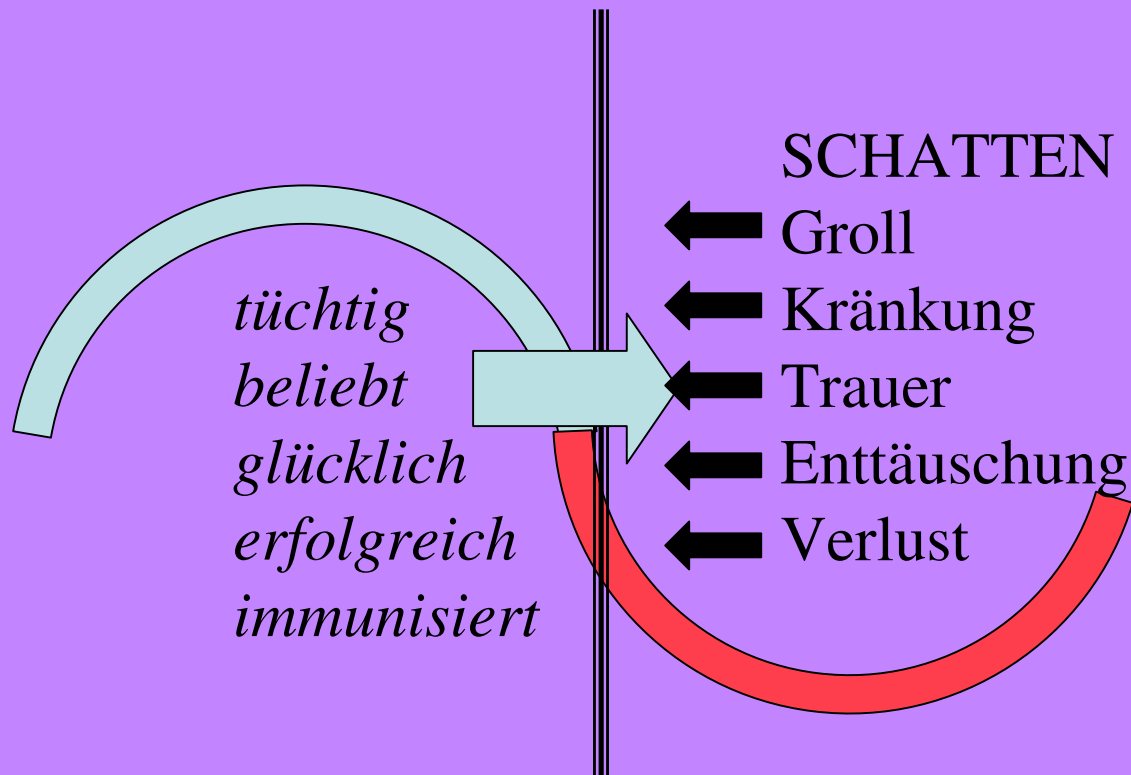 tüchtig
beliebt
glücklich
erfolgreich
immunisiert
SCHATTEN
Groll
Kränkung
Trauer
Enttäuschung
Verlust